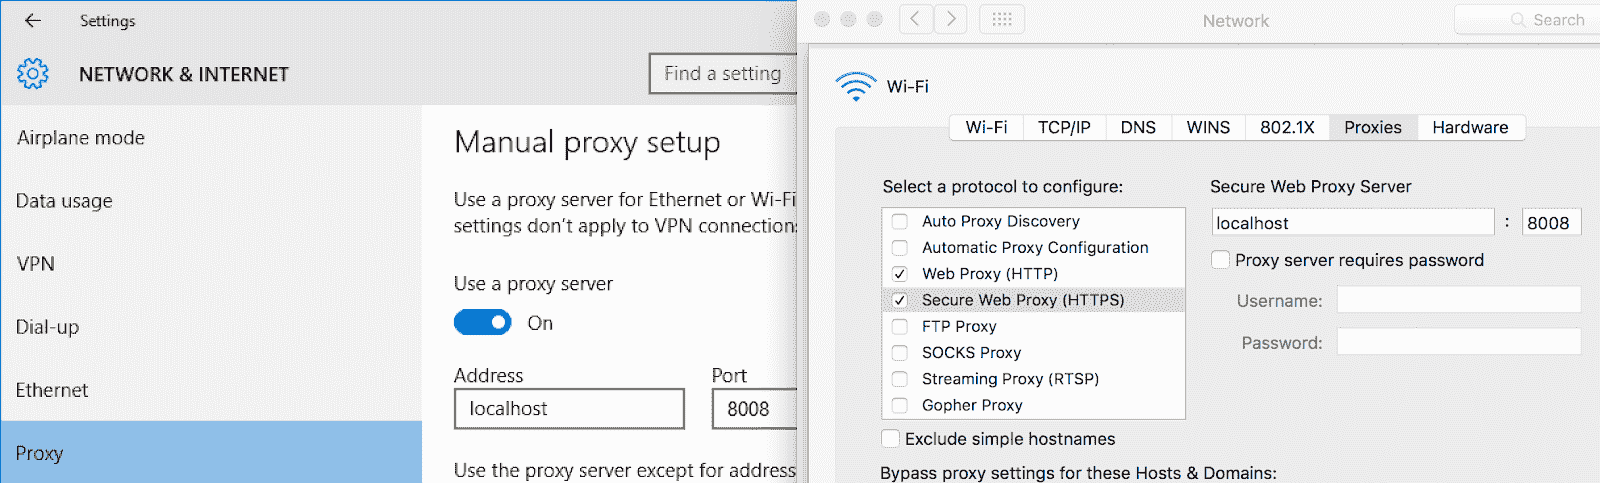 Settings
NETWORK & INTERNET
Find a setting
Airplane mode
Data usage
VPN
Dial-up
Ethernet
Proxy
Manual proxy setup
Use a proxy server for Ethernet or Wi-Fi
settings don't apply to VPN connection
Use a proxy server
On
Address
Port
localhost
8008
Use the proxy server except for address
Network
Search
Wi-Fi
Wi-Fi
TCP/IP
DNS
WINS
802.1X
Proxies
Hardware
Select a protocol to configure:
Auto Proxy Discovery
Automatic Proxy Configuration
Web Proxy (HTTP)
Secure Web Proxy (HTTPS)
FTP Proxy
SOCKS Proxy
Streaming Proxy (RTSP)
Gopher Proxy
Exclude simple hostnames
Bypass proxy settings for these Hosts & Domains:
Secure Web Proxy Server
localhost : 8008
Proxy server requires password
Username:
Password: